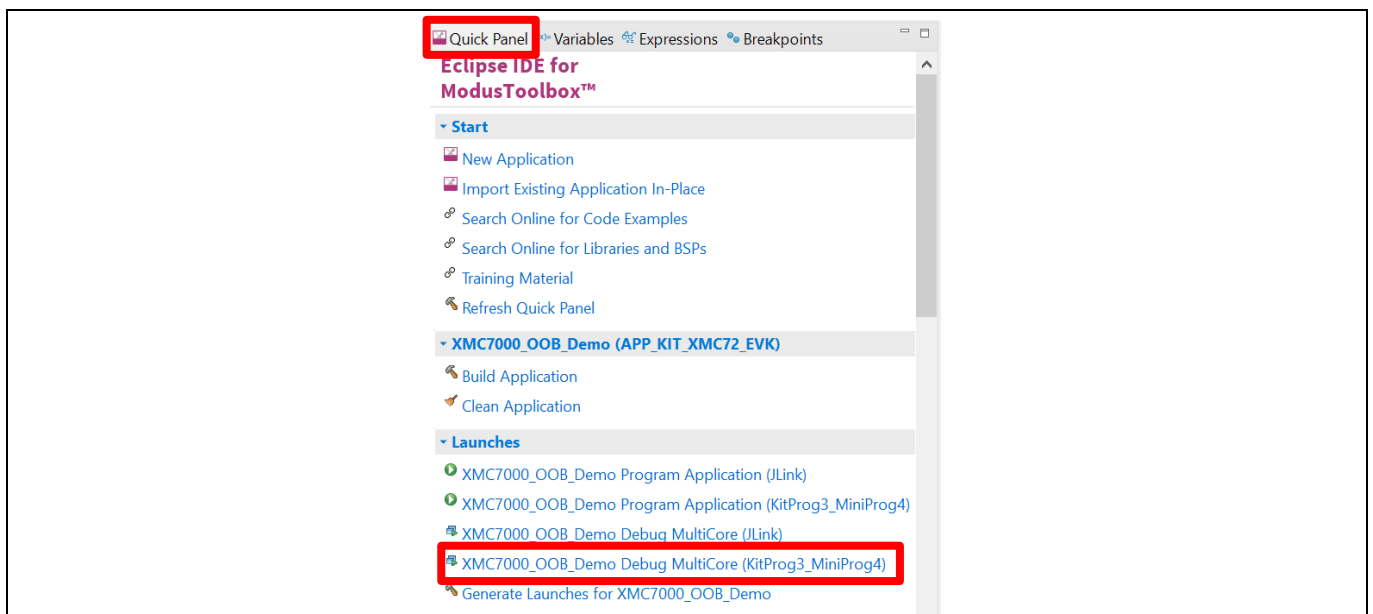 Quick Panel (x)= Variables Expressions Breakpoints
Eclipse IDE for
ModusToolbox™
Start
New Application
Import Existing Application In-Place
Search Online for Code Examples
Search Online for Libraries and BSPs
Training Material
Refresh Quick Panel
XMC7000_OOB_Demo (APP_KIT_XMC72_EVK)
Build Application
Clean Application
Launches
XMC7000_OOB_Demo Program Application (JLink)
XMC7000_OOB_Demo Program Application (KitProg3_MiniProg4)
XMC7000_OOB_Demo Debug MultiCore (JLink)
XMC7000_OOB_Demo Debug MultiCore (KitProg3_MiniProg4)
Generate Launches for XMC7000_OOB_Demo